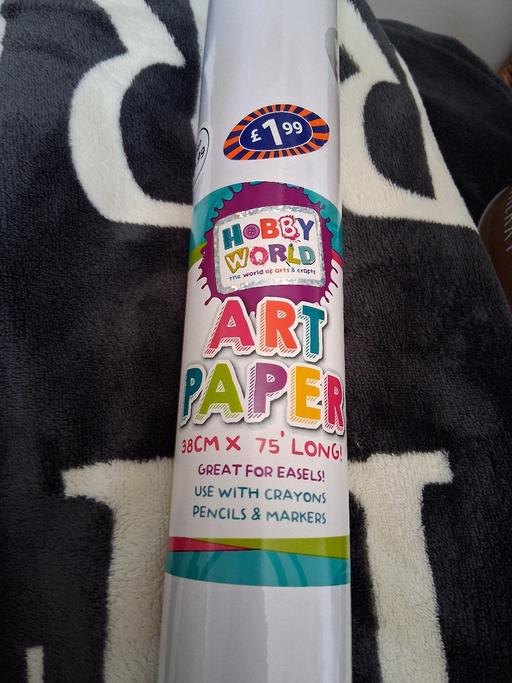 £1.99
HOBBY
WORLD
the world of arts & crafts
ART
PAPER
38CM X 75' LONG!
GREAT FOR EASELS!
USE WITH CRAYONS
PENCILS & MARKERS